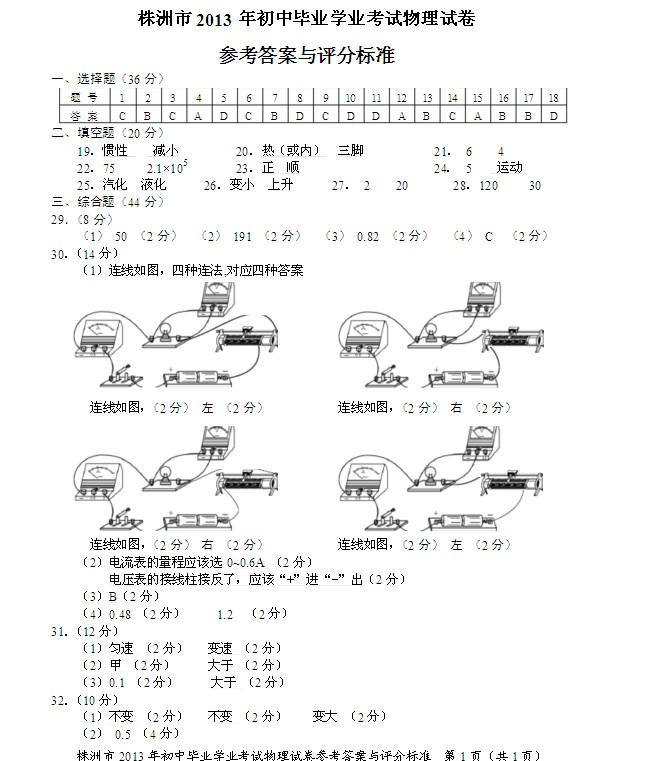 株洲市 2013 年初中毕业学业考试物理试卷
参考答案与评分标准
一、选择题（36 分）
题 号 1 2 3 4 5 6 7 8 9 10 11 12 13 14 15 16 17 18
答 案 C B C A D C B D C D D A B C A B B D
二、填空题（20 分）
19．惯性 减小 20．热（或内） 三脚 21． 6 4
22．75 2.1×10⁵ 23．正 顺 24． 5 运动
25．汽化 液化 26．变小 上升 27． 2 20 28．120 30
三、综合题（44 分）
29．（8 分）
（1） 50 （2 分） （2） 191 （2 分） （3） 0.82 （2 分） （4） C （2 分）
30．（14 分）
（1）连线如图，四种连法,对应四种答案
连线如图，（2 分） 左 （2 分） 连线如图，（2 分） 右 （2 分）
连线如图，（2 分） 右 （2 分） 连线如图，（2 分） 左 （2 分）
（2）电流表的量程应该选 0~0.6A （2 分）
电压表的接线柱接反了，应该“+”进“-”出（2 分）
（3）B（2 分）
（4）0.48 （2 分） 1.2 （2 分）
31．（12 分）
（1）匀速 （2 分） 变速 （2 分）
（2）甲 （2 分） 大于 （2 分）
（3）0.1 （2 分） 大于 （2 分）
32．（10 分）
（1）不变 （2 分） 不变 （2 分） 变大 （2 分）
（2） 0.5 （4 分）
株洲市 2013 年初中毕业学业考试物理试卷参考答案与评分标准 第 1 页（共 1 页）